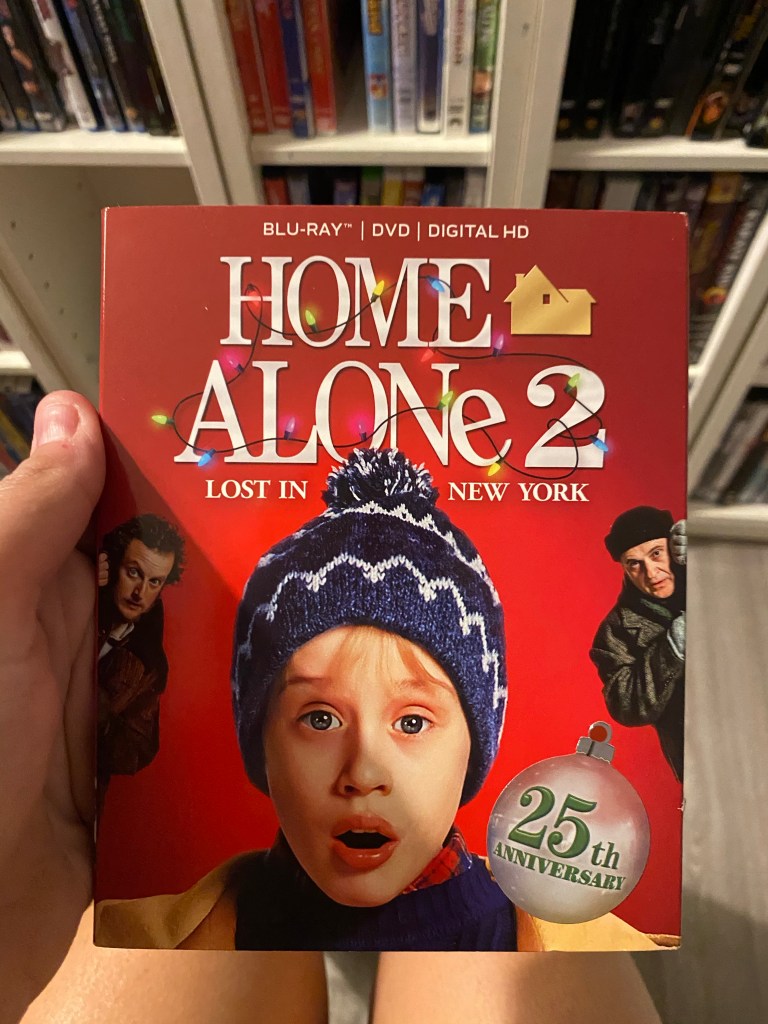 BLU-RAY™ | DVD | DIGITAL HD
HOME
ALONe 2
LOST IN NEW YORK
25th
ANNIVERSARY